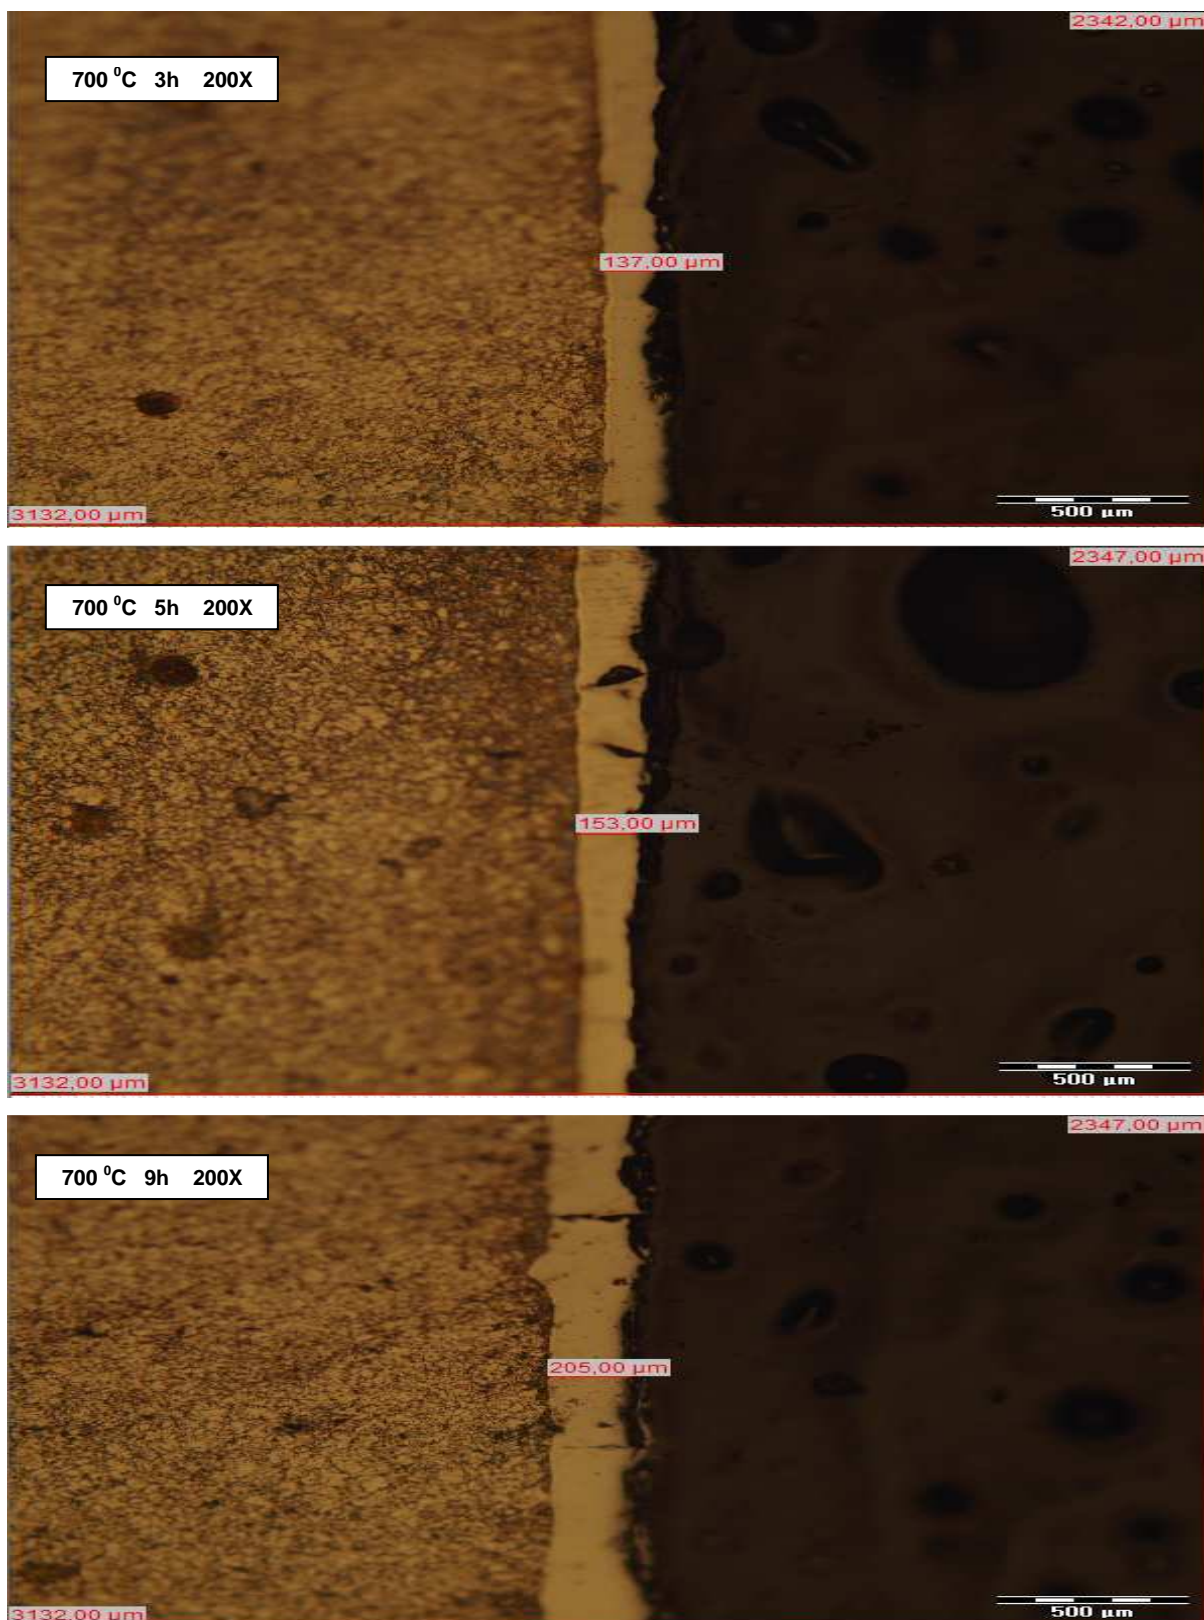 2342,00 µm
700 ⁰C 3h 200X
137,00 µm
3132,00 µm
500 µm
2347,00 µm
700 ⁰C 5h 200X
153,00 µm
3132,00 µm
500 µm
2347,00 µm
700 ⁰C 9h 200X
205,00 µm
3132,00 µm
500 µm